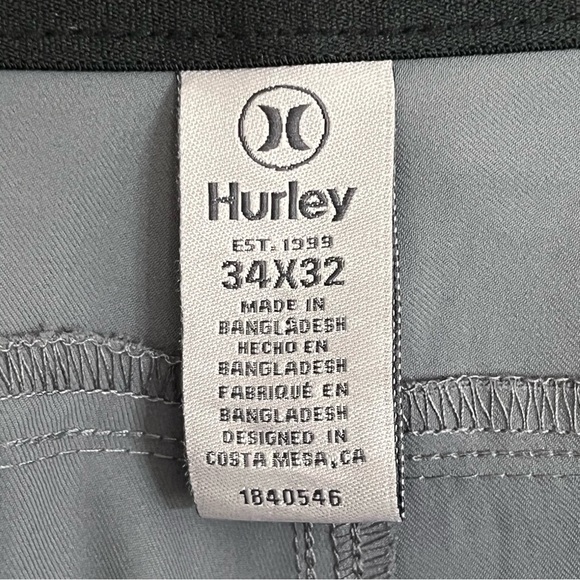 Hurley
EST. 1999
34X32
MADE IN
BANGLADESH
HECHO EN
BANGLADESH
FABRIQUÉ EN
BANGLADESH
DESIGNED IN
COSTA MESA, CA
1840546